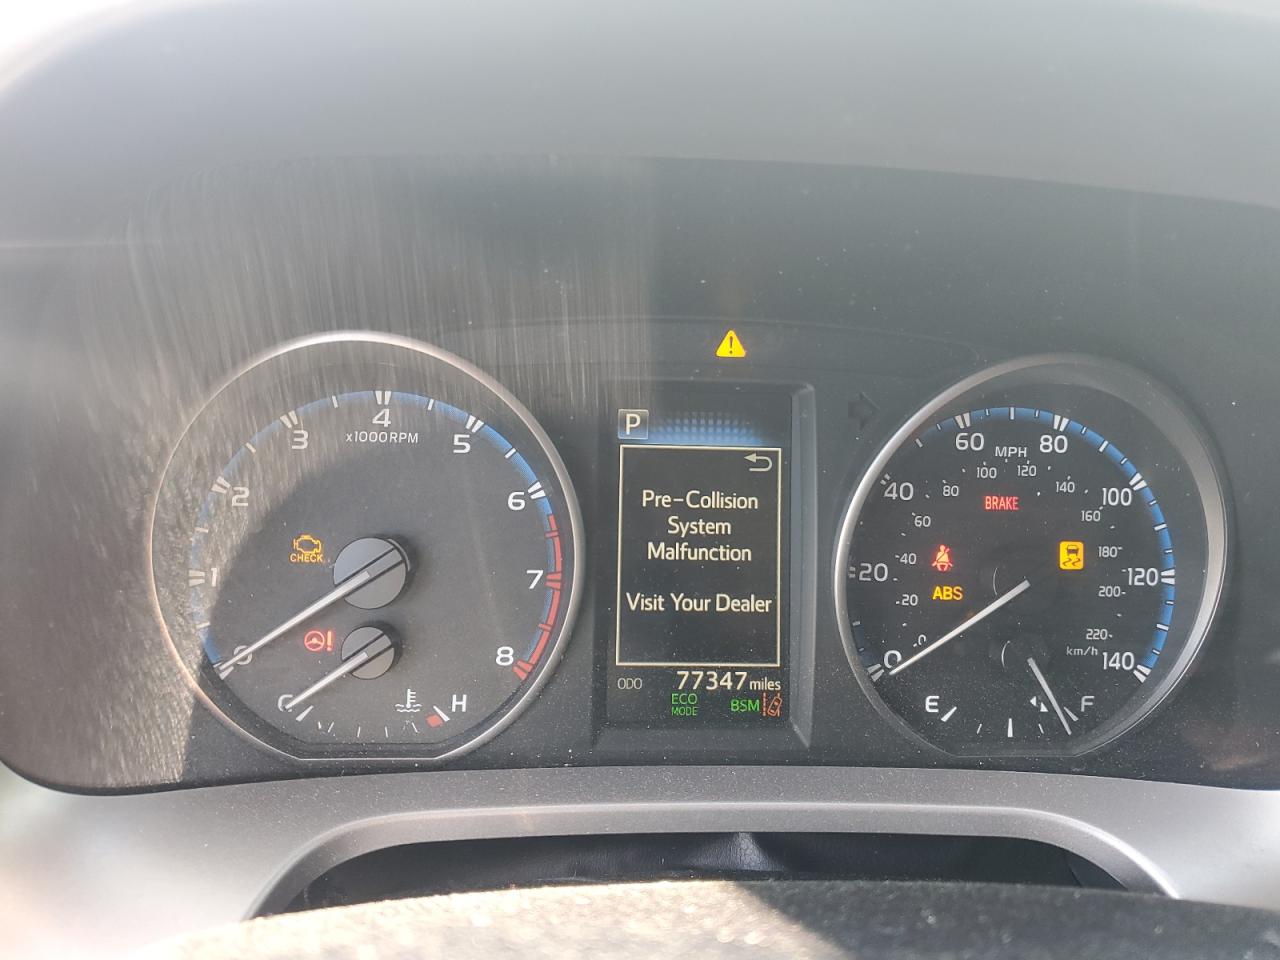 4
3
5
x1000RPM
2
6
CHECK
1
7
0
8
C
H
P
Pre-Collision
System
Malfunction
Visit Your Dealer
ODO 77347 miles
ECO
MODE
BSM
60
MPH
80
100
120
40
80
140
100
BRAKE
60
160
20
40
180
120
ABS
20
200
0
0
220
km/h
140
E
F